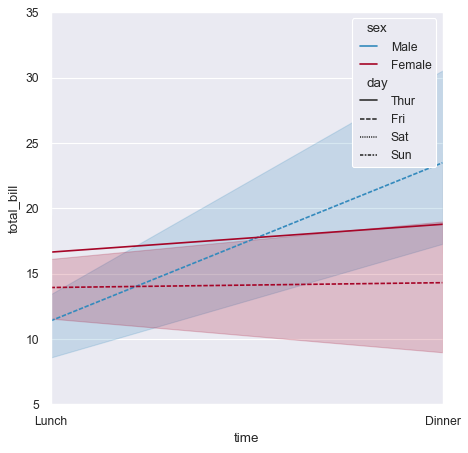 35
30
25
20
15
10
5
total_bill
Lunch
Dinner
time
sex
Male
Female
day
Thur
Fri
Sat
Sun